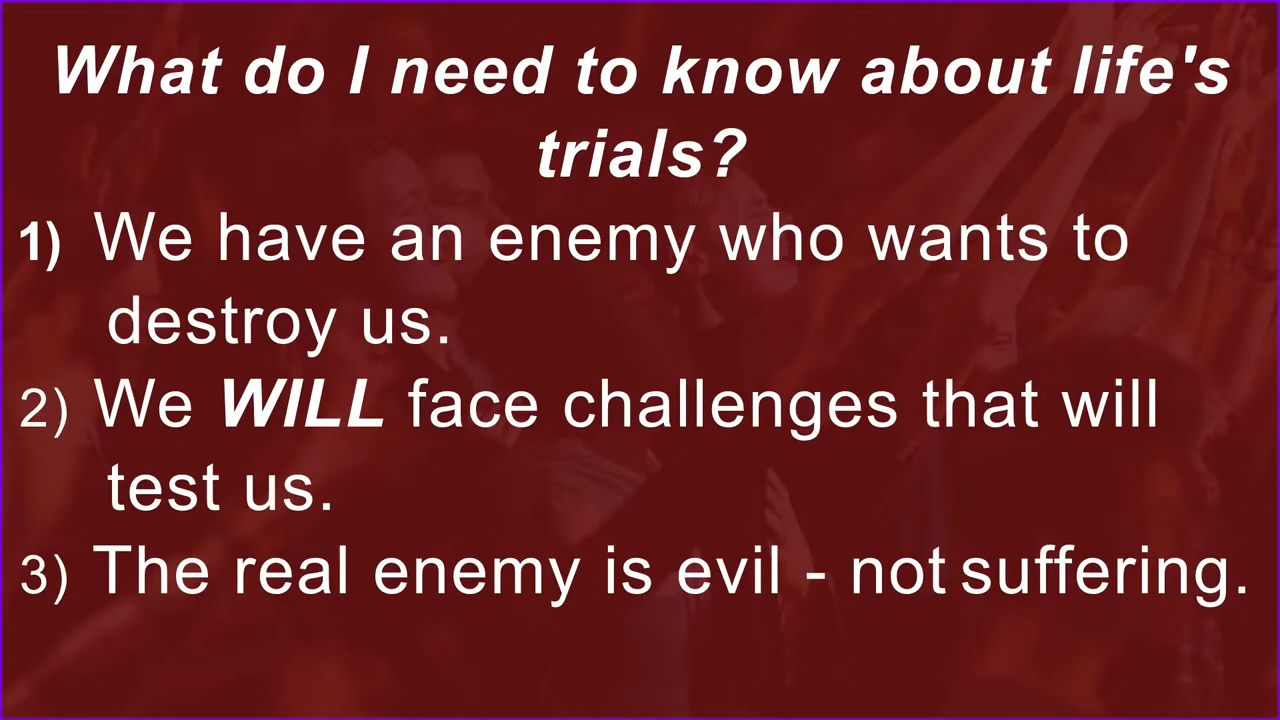 What do I need to know about life's
trials?
1) We have an enemy who wants to
destroy us.
2) We WILL face challenges that will
test us.
3) The real enemy is evil - not suffering.